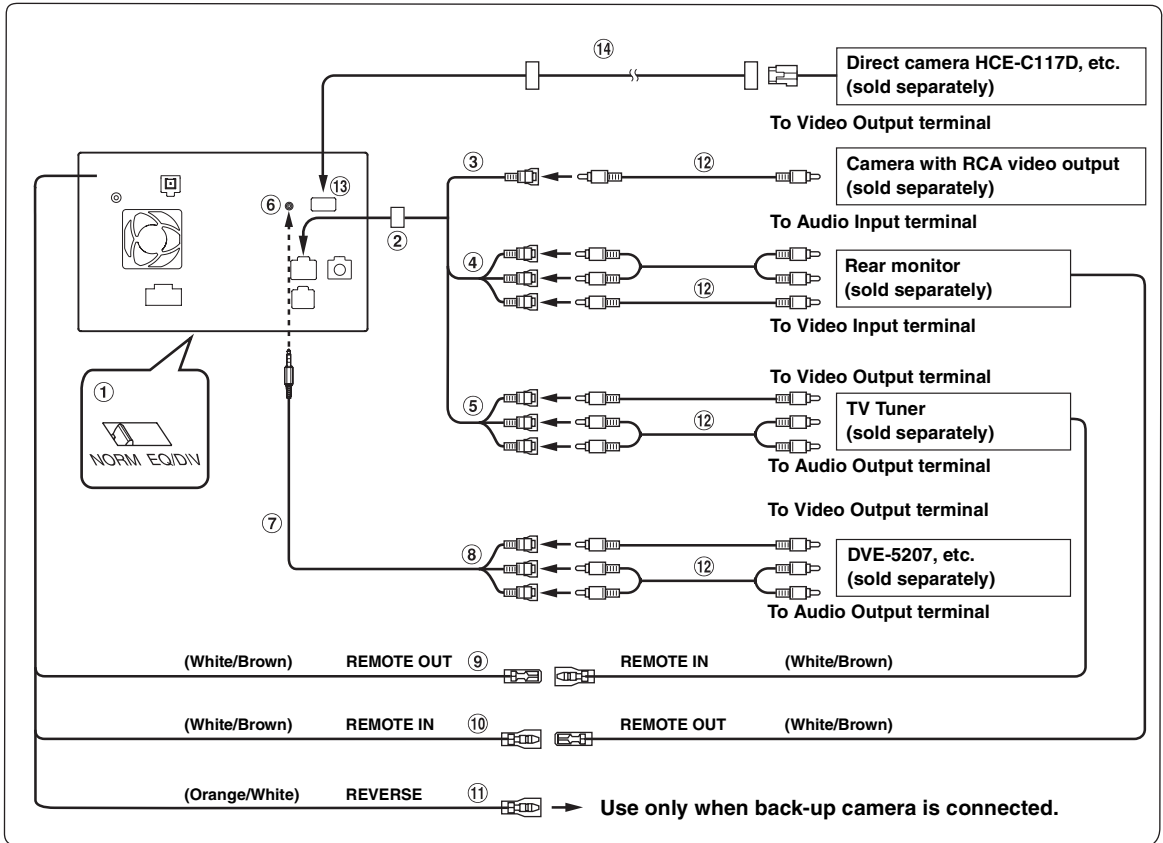 ⑭
Direct camera HCE-C117D, etc.
(sold separately)
To Video Output terminal
③
⑫
Camera with RCA video output
(sold separately)
⑥
⑬
②
To Audio Input terminal
④
⑫
Rear monitor
(sold separately)
To Video Input terminal
①
NORM EQ/DIV
To Video Output terminal
⑤
⑫
TV Tuner
(sold separately)
To Audio Output terminal
⑦
To Video Output terminal
⑧
⑫
DVE-5207, etc.
(sold separately)
To Audio Output terminal
(White/Brown) REMOTE OUT ⑨ REMOTE IN (White/Brown)
(White/Brown) REMOTE IN ⑩ REMOTE OUT (White/Brown)
(Orange/White) REVERSE ⑪ Use only when back-up camera is connected.